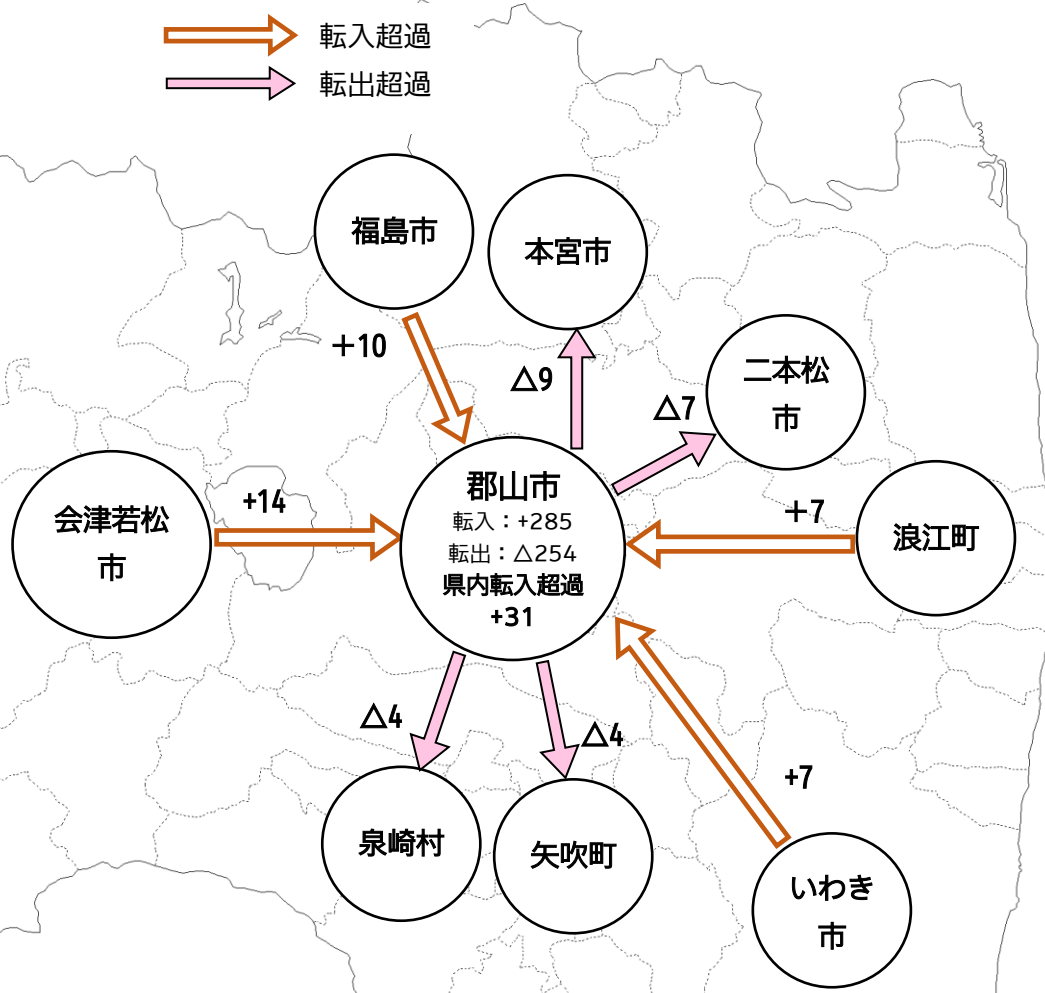 転入超過
転出超過
福島市
本宮市
+10
△9
二本松
市
△7
郡山市
転入：+285
転出：△254
県内転入超過
+31
会津若松
市
+14
+7
浪江町
△4
△4
+7
泉崎村
矢吹町
いわき
市